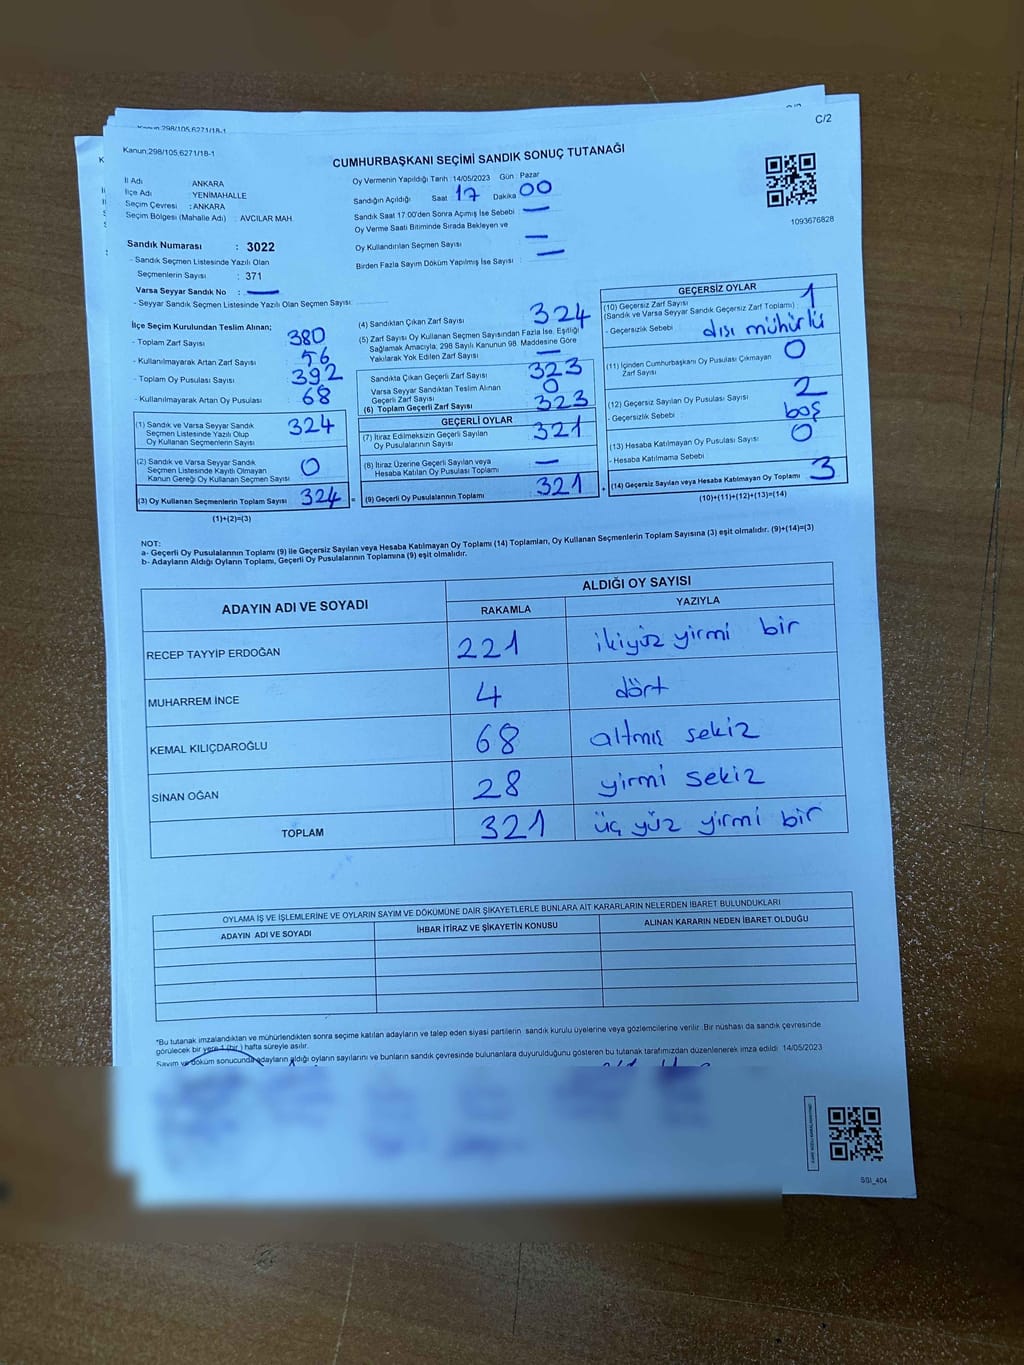 Kanun.298/105,6271/18-1
C/2
Kanun.298/105,6271/18-1
CUMHURBAŞKANI SEÇİMİ SANDIK SONUÇ TUTANAĞI
İl Adı : ANKARA
İlçe Adı : YENİMAHALLE
Seçim Çevresi : ANKARA
Seçim Bölgesi (Mahalle Adı) : AVCILAR MAH.
Oy Vermenin Yapıldığı Tarih 14/05/2023 Gün : Pazar
Sandığın Açıldığı Saat 17 Dakika 00
Sandık Saat 17.00'den Sonra Açımış İse Sebebi : —
Oy Verme Saati Bitiminde Sırada Bekleyen ve
Oy Kullandırılan Seçmen Sayısı —
Birden Fazla Sayım Döküm Yapılmış İse Sayısı : —
1093676828
Sandık Numarası : 3022
- Sandık Seçmen Listesinde Yazılı Olan
Seçmenlerin Sayısı : 371
Varsa Seyyar Sandık No : —
- Seyyar Sandık Seçmen Listesinde Yazılı Olan Seçmen Sayısı:
İlçe Seçim Kurulundan Teslim Alınan;
- Toplam Zarf Sayısı : 380
- Kullanılmayarak Artan Zarf Sayısı : 56
- Toplam Oy Pusulası Sayısı : 392
- Kullanılmayarak Artan Oy Pusulası : 68
(1) Sandık ve Varsa Seyyar Sandık
Seçmen Listesinde Yazılı Olup
Oy Kullanan Seçmenlerin Sayısı 324
(2) Sandık ve Varsa Seyyar Sandık
Seçmen Listesinde Kayıtlı Olmayan
Kanun Gereği Oy Kullanan Seçmen Sayısı 0
(3) Oy Kullanan Seçmenlerin Toplam Sayısı 324 =
(1)+(2)=(3)
(4) Sandıktan Çıkan Zarf Sayısı 324
(5) Zarf Sayısı Oy Kullanan Seçmen Sayısından Fazla İse, Eşitliği
Sağlamak Amacıyla; 298 Sayılı Kanunun 98. Maddesine Göre
Yakılarak Yok Edilen Zarf Sayısı —
Sandıkta Çıkan Geçerli Zarf Sayısı 323
Varsa Seyyar Sandıktan Teslim Alınan
Geçerli Zarf Sayısı 0
(6) Toplam Geçerli Zarf Sayısı 323
GEÇERLİ OYLAR
(7) İtiraz Edilmeksizin Geçerli Sayılan
Oy Pusulalarının Sayısı 321
(8) İtiraz Üzerine Geçerli Sayılan veya
Hesaba Katılan Oy Pusulası Toplamı —
(9) Geçerli Oy Pusulalarının Toplamı 321 +
GEÇERSİZ OYLAR
(10) Geçersiz Zarf Sayısı
(Sandık ve Varsa Seyyar Sandık Geçersiz Zarf Toplamı) 1
- Geçersizlik Sebebi dışı mühürlü
(11) İçinden Cumhurbaşkanı Oy Pusulası Çıkmayan
Zarf Sayısı 0
(12) Geçersiz Sayılan Oy Pusulası Sayısı 2
- Geçersizlik Sebebi : boş
(13) Hesaba Katılmayan Oy Pusulası Sayısı 0
- Hesaba Katılmama Sebebi
(14) Geçersiz Sayılan veya Hesaba Katılmayan Oy Toplamı 3
(10)+(11)+(12)+(13)=(14)
NOT:
a- Geçerli Oy Pusulalarının Toplamı (9) ile Geçersiz Sayılan veya Hesaba Katılmayan Oy Toplamı (14) Toplamları, Oy Kullanan Seçmenlerin Toplam Sayısına (3) eşit olmalıdır. (9)+(14)=(3)
b- Adayların Aldığı Oyların Toplamı, Geçerli Oy Pusulalarının Toplamına (9) eşit olmalıdır.
ADAYIN ADI VE SOYADI ALDIĞI OY SAYISI
RAKAMLA YAZIYLA
RECEP TAYYİP ERDOĞAN 221 ikiyüz yirmi bir
MUHARREM İNCE 4 dört
KEMAL KILIÇDAROĞLU 68 altmış sekiz
SİNAN OĞAN 28 yirmi sekiz
TOPLAM 321 üç yüz yirmi bir
OYLAMA İŞ VE İŞLEMLERİNE VE OYLARIN SAYIM VE DÖKÜMÜNE DAİR ŞİKAYETLERLE BUNLARA AİT KARARLARIN NELERDEN İBARET BULUNDUKLARI
ADAYIN ADI VE SOYADI İHBAR İTİRAZ VE ŞİKAYETİN KONUSU ALINAN KARARIN NEDEN İBARET OLDUĞU
*Bu tutanak imzalandıktan ve mühürlendikten sonra seçime katılan adayların ve talep eden siyasi partilerin sandık kurulu üyelerine veya gözlemcilerine verilir. Bir nüshası da sandık çevresinde
görülecek bir yere 1 (bir) hafta süreyle asılır.
Sayım ve döküm sonucunda adayların aldığı oyların sayılarını ve bunların sandık çevresinde bulunanlara duyurulduğunu gösteren bu tutanak tarafımızdan düzenlenerek imza edildi. 14/05/2023
SSI_404